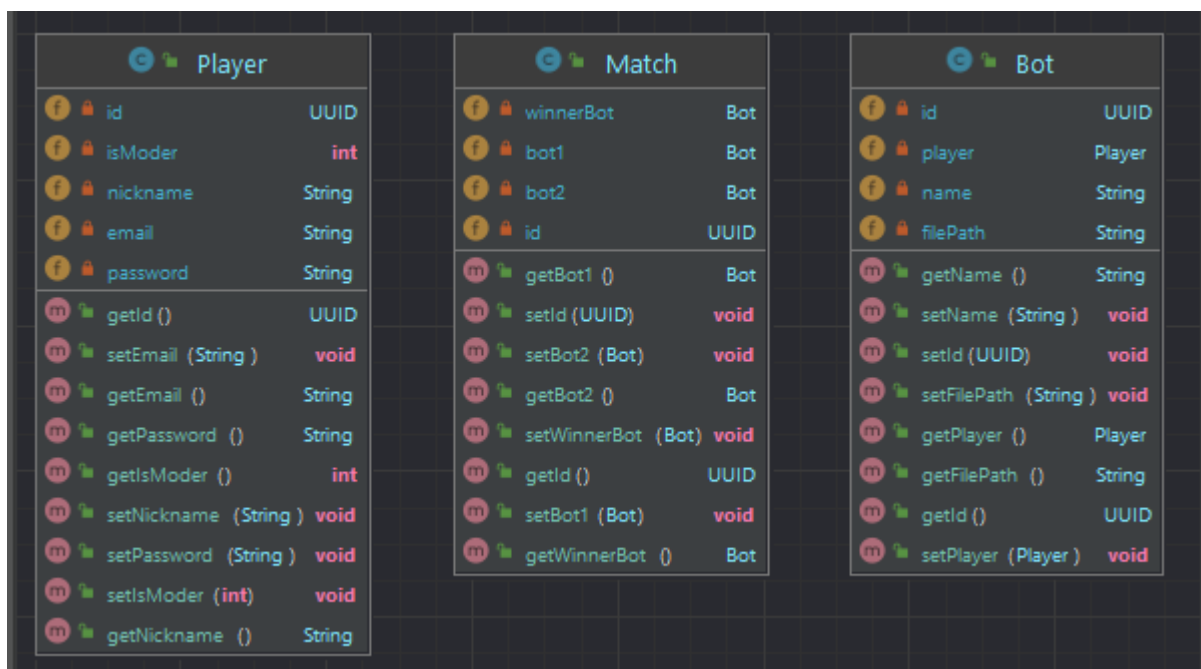 Player
id UUID
isModer int
nickname String
email String
password String
getId () UUID
setEmail (String ) void
getEmail () String
getPassword () String
getIsModer () int
setNickname (String ) void
setPassword (String ) void
setIsModer (int) void
getNickname () String
Match
winnerBot Bot
bot1 Bot
bot2 Bot
id UUID
getBot1 () Bot
setId (UUID) void
setBot2 (Bot) void
getBot2 () Bot
setWinnerBot (Bot) void
getId () UUID
setBot1 (Bot) void
getWinnerBot () Bot
Bot
id UUID
player Player
name String
filePath String
getName () String
setName (String ) void
setId (UUID) void
setFilePath (String ) void
getPlayer () Player
getFilePath () String
getId () UUID
setPlayer (Player ) void